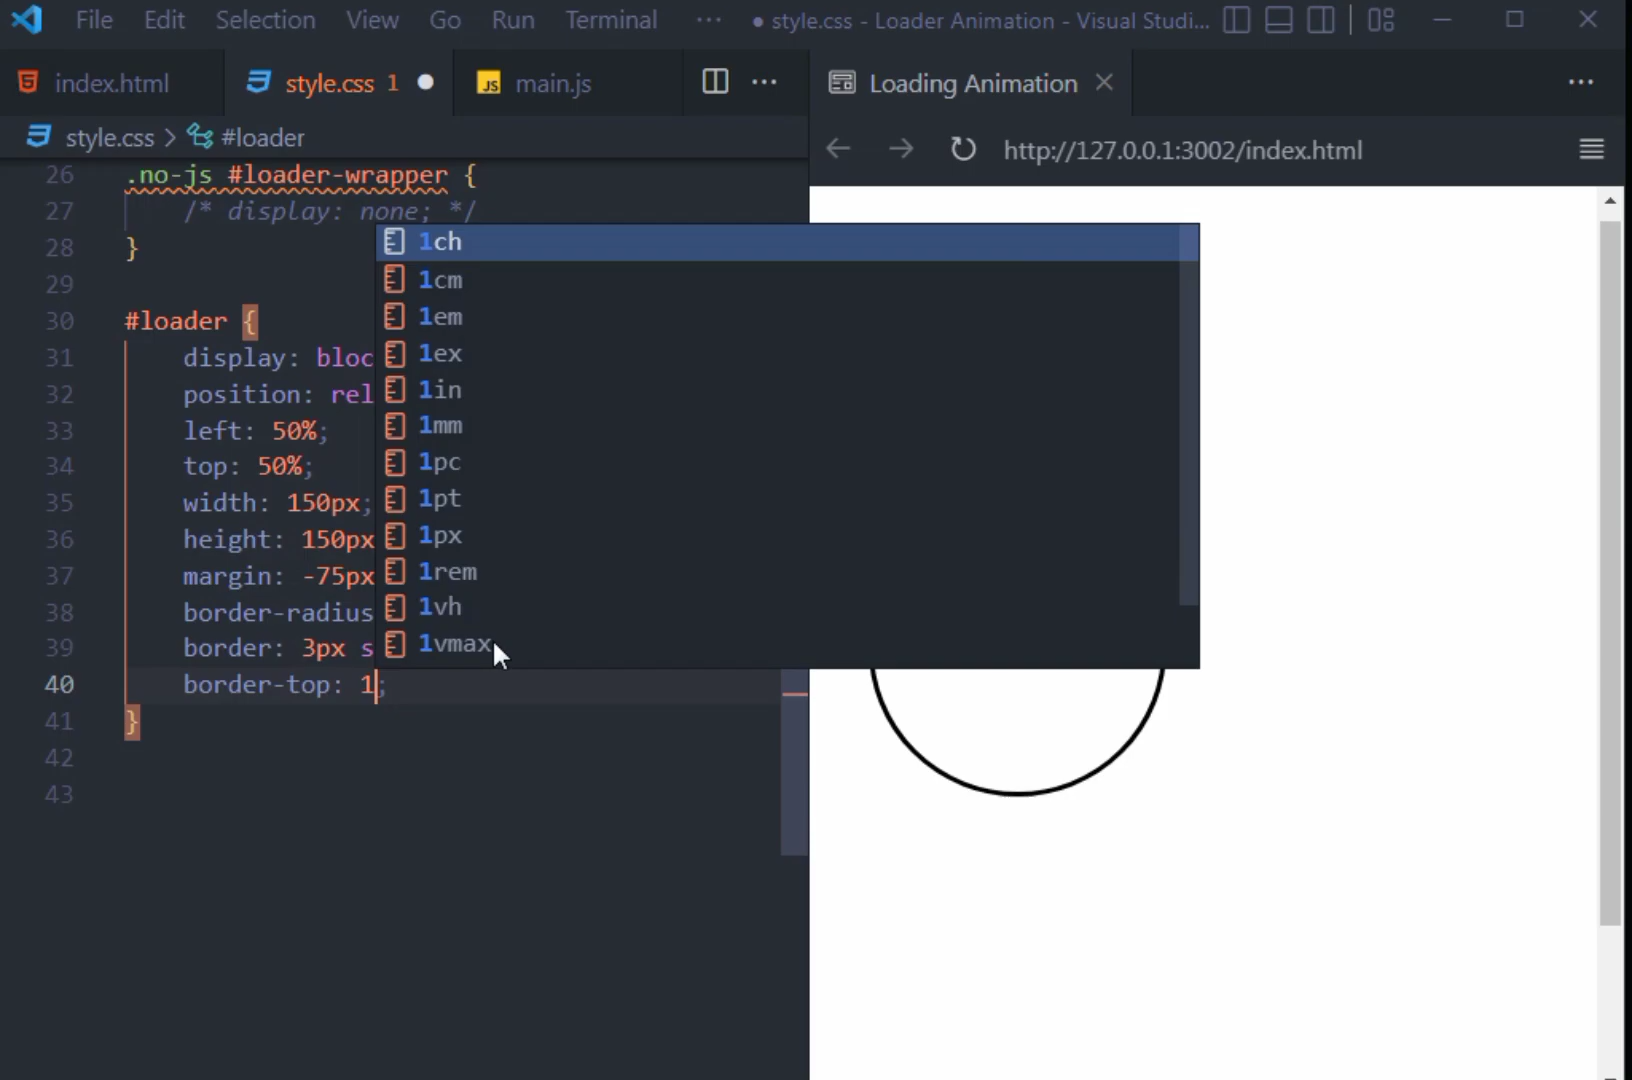 File Edit Selection View Go Run Terminal ··· ● style.css - Loader Animation - Visual Studi...
index.html
style.css 1 ●
JS main.js
···
Loading Animation
···
style.css > #loader
http://127.0.0.1:3002/index.html
26 .no-js #loader-wrapper {
27 /* display: none; */
28 }
29
30 #loader {
31 display: bloc
32 position: rel
33 left: 50%;
34 top: 50%;
35 width: 150px;
36 height: 150px
37 margin: -75px
38 border-radius
39 border: 3px s
40 border-top: 1;
41 }
42
43
1ch
1cm
1em
1ex
1in
1mm
1pc
1pt
1px
1rem
1vh
1vmax